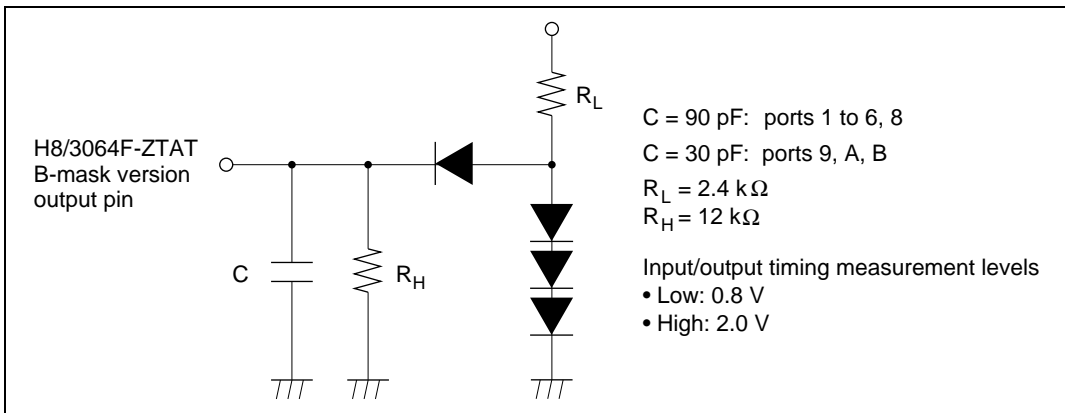 H8/3064F-ZTAT
B-mask version
output pin
C
R_H
R_L
C = 90 pF: ports 1 to 6, 8
C = 30 pF: ports 9, A, B
R_L = 2.4 kΩ
R_H = 12 kΩ
Input/output timing measurement levels
• Low: 0.8 V
• High: 2.0 V